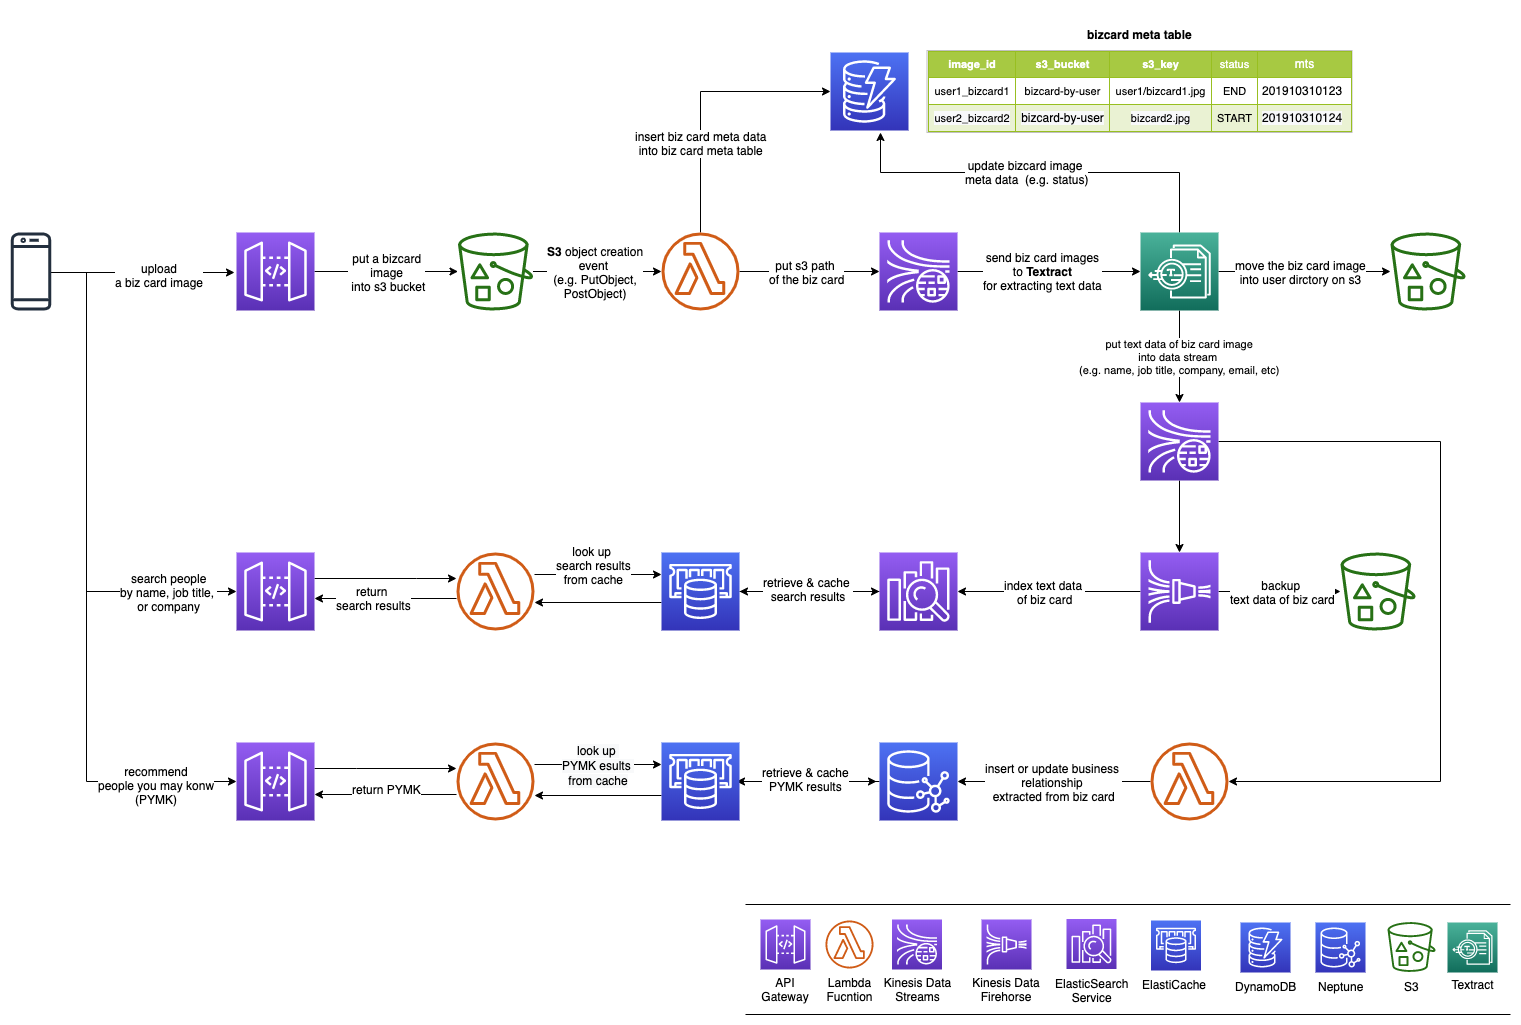 bizcard meta table
image_id s3_bucket s3_key status mts
user1_bizcard1 bizcard-by-user user1/bizcard1.jpg END 201910310123
user2_bizcard2 bizcard-by-user bizcard2.jpg START 201910310124
insert biz card meta data
into biz card meta table
update bizcard image
meta data (e.g. status)
upload
a biz card image
put a bizcard
image
into s3 bucket
S3 object creation
event
(e.g. PutObject,
PostObject)
put s3 path
of the biz card
send biz card images
to Textract
for extracting text data
move the biz card image
into user dirctory on s3
put text data of biz card image
into data stream
(e.g. name, job title, company, email, etc)
search people
by name, job title,
or company
return
search results
look up
search results
from cache
retrieve & cache
search results
index text data
of biz card
backup
text data of biz card
recommend
people you may konw
(PYMK)
return PYMK
look up
PYMK esults
from cache
retrieve & cache
PYMK results
insert or update business
relationship
extracted from biz card
API
Gateway
Lambda
Fucntion
Kinesis Data
Streams
Kinesis Data
Firehorse
ElasticSearch
Service
ElastiCache
DynamoDB
Neptune
S3
Textract